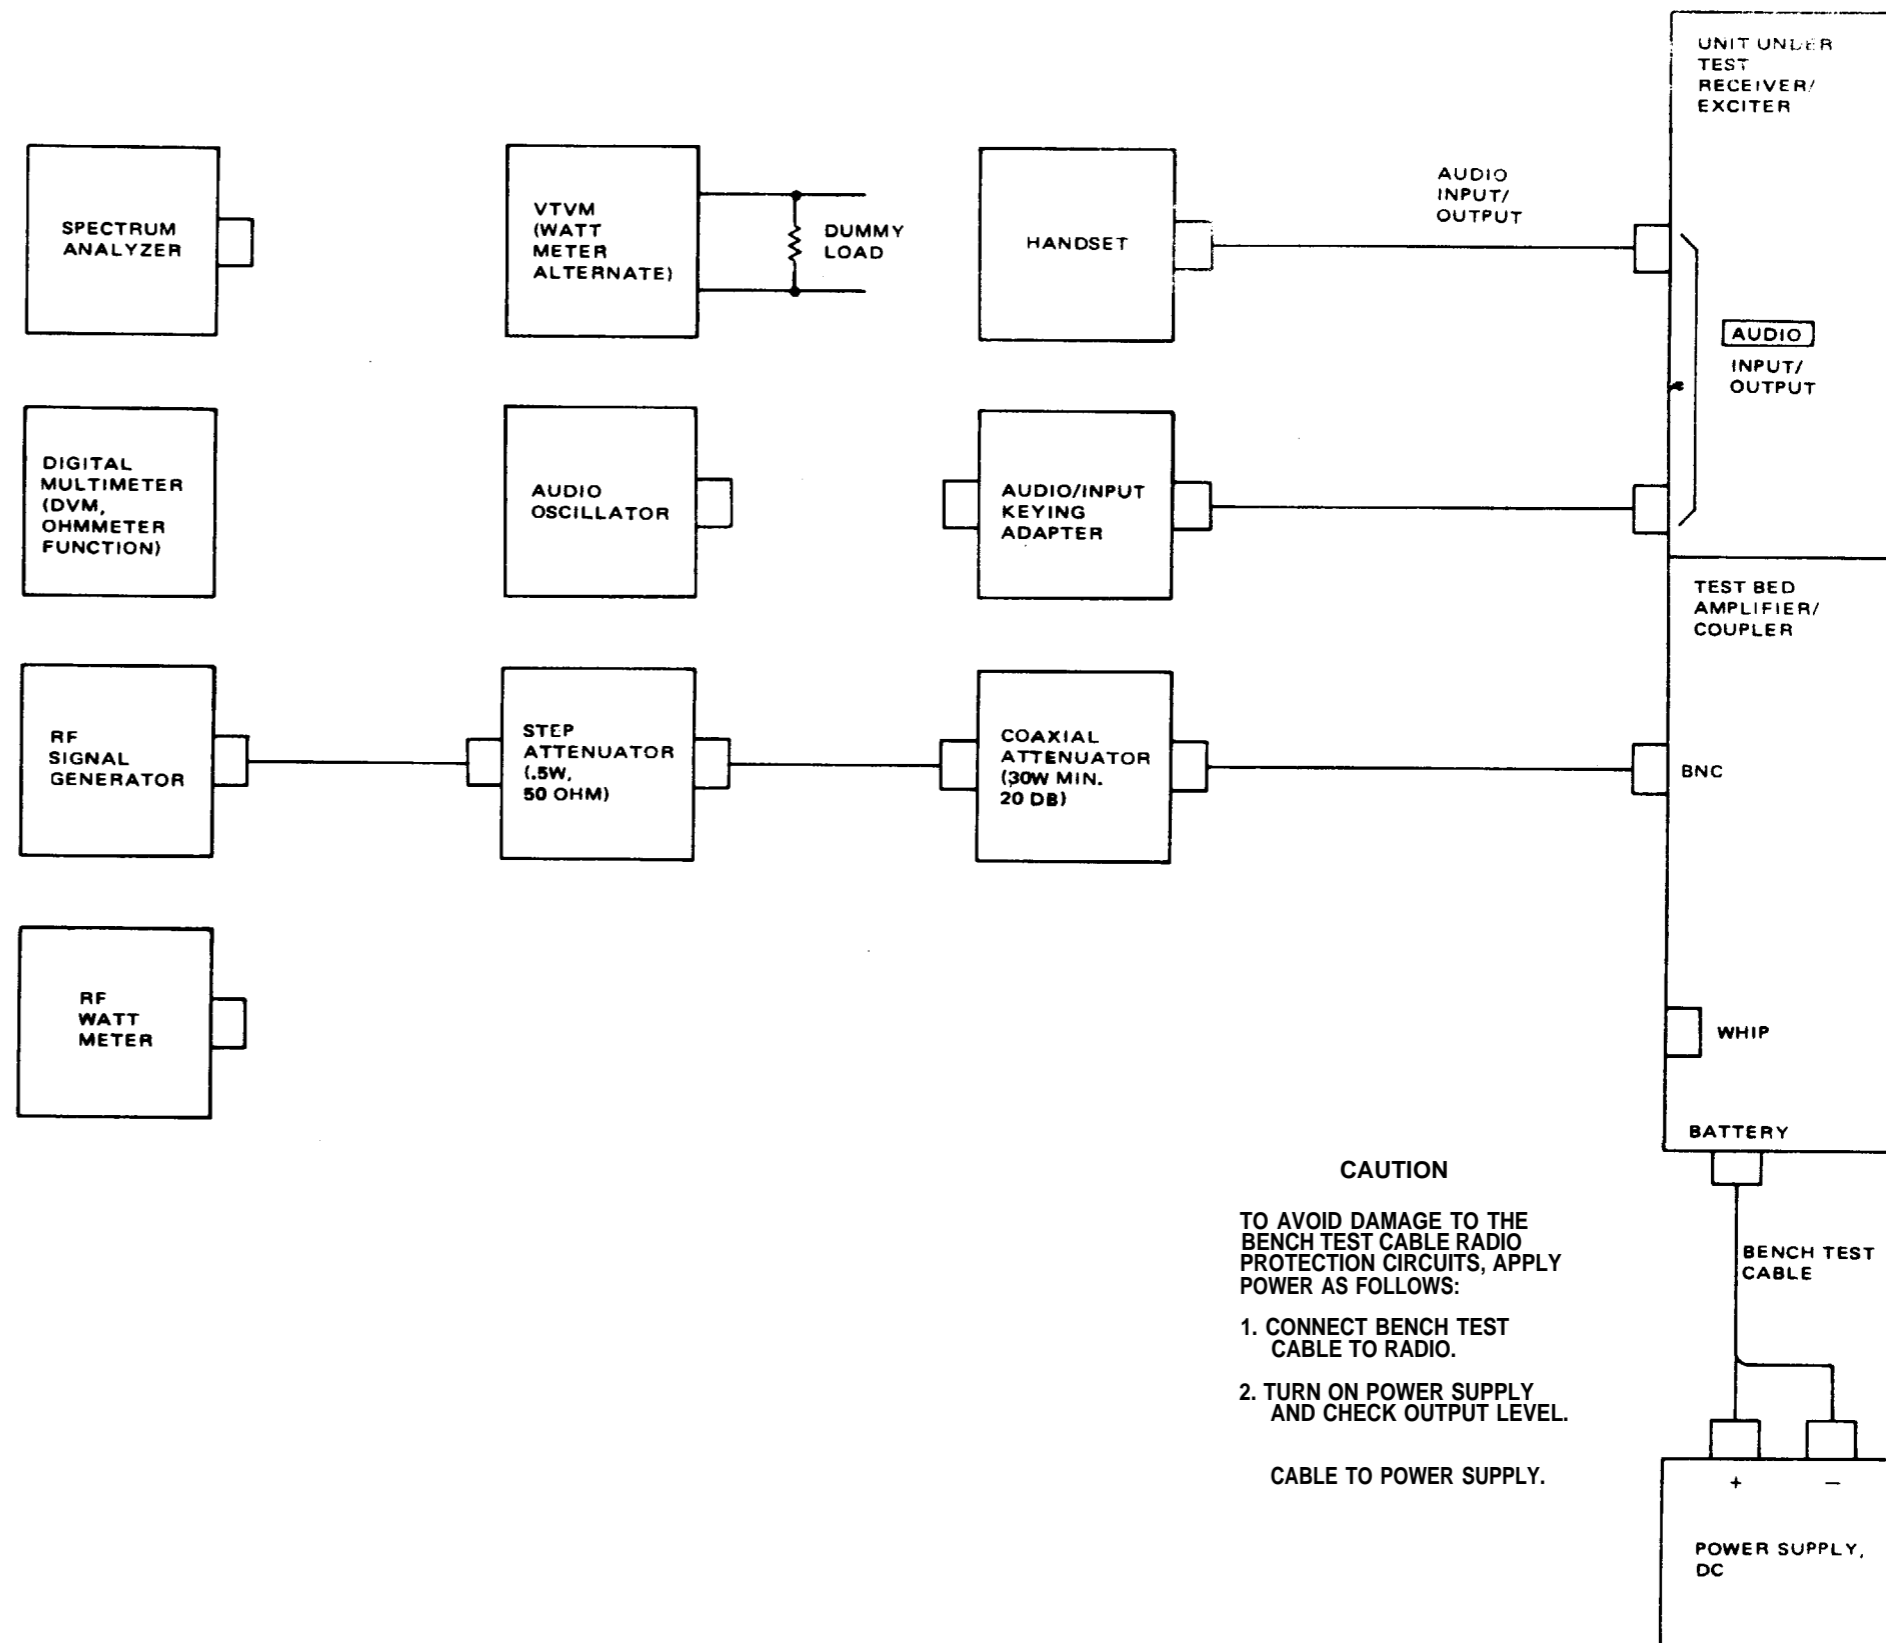 UNIT UNDER
TEST
RECEIVER/
EXCITER
SPECTRUM
ANALYZER
VTVM
(WATT
METER
ALTERNATE)
DUMMY
LOAD
HANDSET
AUDIO
INPUT/
OUTPUT
AUDIO
INPUT/
OUTPUT
DIGITAL
MULTIMETER
(DVM,
OHMMETER
FUNCTION)
AUDIO
OSCILLATOR
AUDIO/INPUT
KEYING
ADAPTER
TEST BED
AMPLIFIER/
COUPLER
RF
SIGNAL
GENERATOR
STEP
ATTENUATOR
(.5W,
50 OHM)
COAXIAL
ATTENUATOR
(30W MIN.
20 DB)
BNC
RF
WATT
METER
WHIP
BATTERY
CAUTION
TO AVOID DAMAGE TO THE
BENCH TEST CABLE RADIO
PROTECTION CIRCUITS, APPLY
POWER AS FOLLOWS:
1. CONNECT BENCH TEST
CABLE TO RADIO.
2. TURN ON POWER SUPPLY
AND CHECK OUTPUT LEVEL.
CABLE TO POWER SUPPLY.
BENCH TEST
CABLE
+ −
POWER SUPPLY,
DC